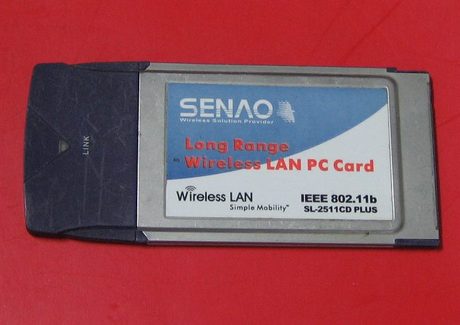 SENAO
Wireless Solution Provider
LINK
Long Range
Wireless LAN PC Card
Wireless LAN
Simple Mobility™
IEEE 802.11b
SL-2511CD PLUS